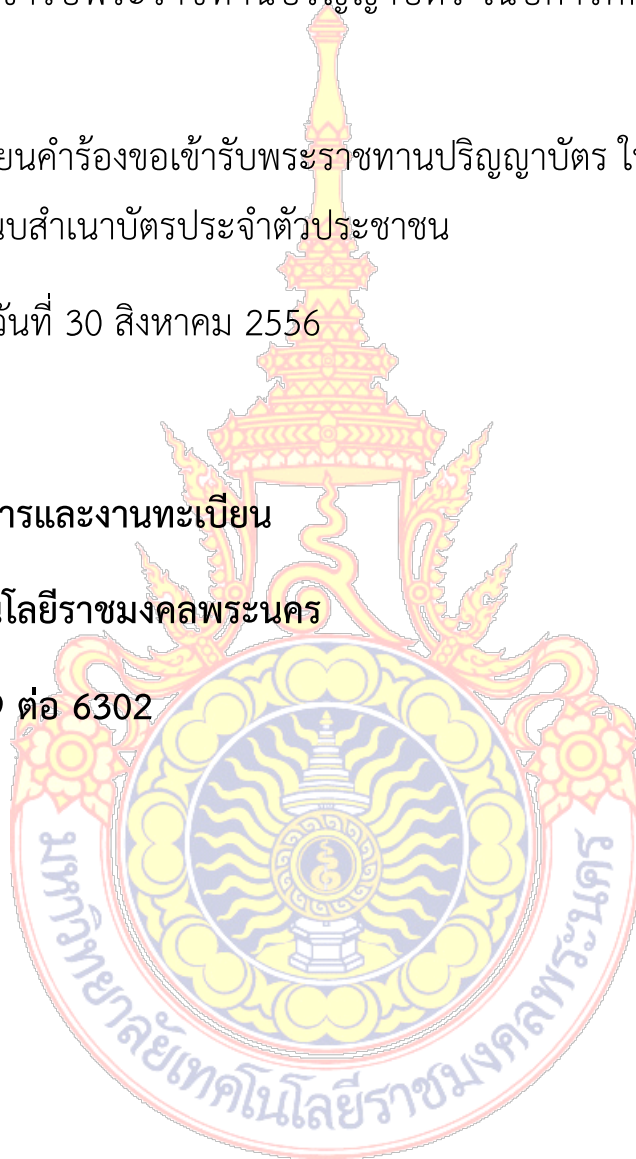 ยนคำร้องขอเข้ารับพระราชทานปริญญาบัตร ใน
นบสำเนาบัตรประจำตัวประชาชน
วันที่ 30 สิงหาคม 2556
การและงานทะเบียน
นโลยีราชมงคลพระนคร
9 ต่อ 6302
มหาวิทยาลัยเทคโนโลยีราชมงคลพระนคร